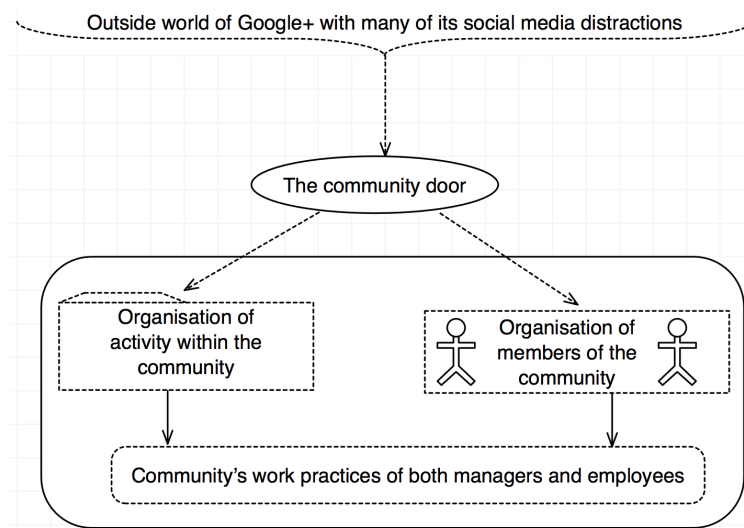 Outside world of Google+ with many of its social media distractions
The community door
Organisation of
activity within the
community
Organisation of
members of the
community
Community's work practices of both managers and employees